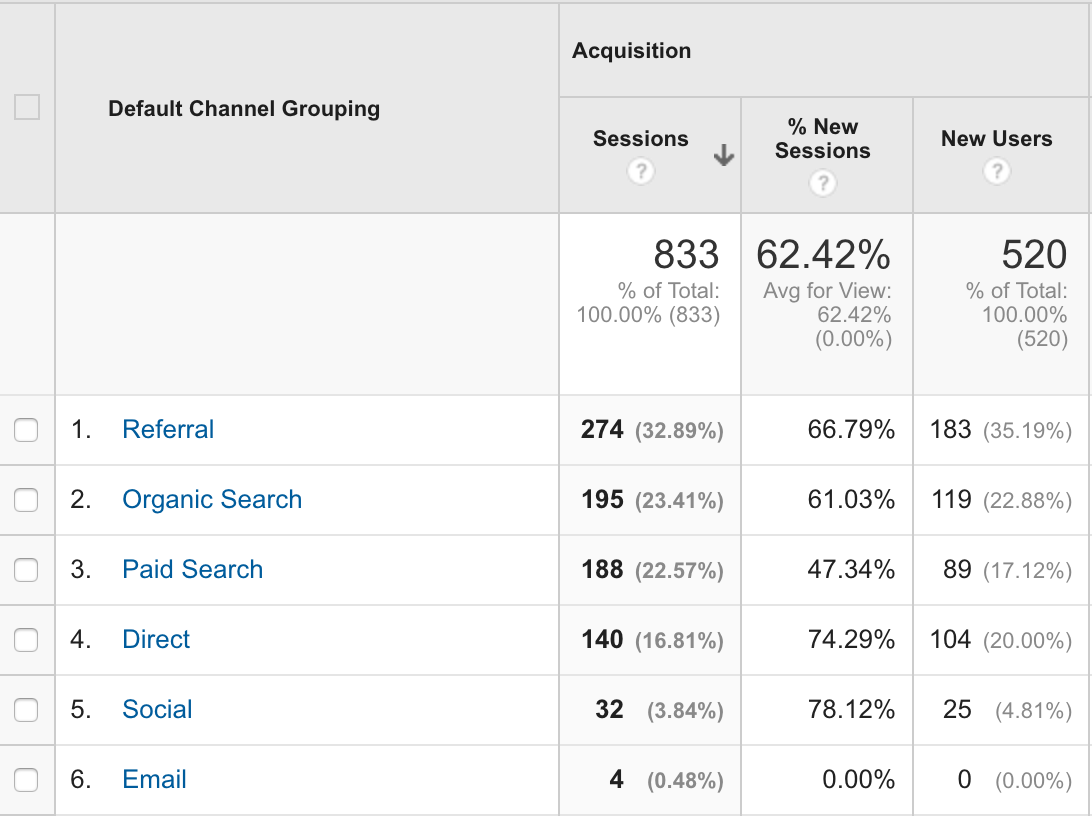 Acquisition
Default Channel Grouping
Sessions
?
% New
Sessions
?
New Users
?
833
% of Total:
100.00% (833)
62.42%
Avg for View:
62.42%
(0.00%)
520
% of Total:
100.00%
(520)
1. Referral 274 (32.89%) 66.79% 183 (35.19%)
2. Organic Search 195 (23.41%) 61.03% 119 (22.88%)
3. Paid Search 188 (22.57%) 47.34% 89 (17.12%)
4. Direct 140 (16.81%) 74.29% 104 (20.00%)
5. Social 32 (3.84%) 78.12% 25 (4.81%)
6. Email 4 (0.48%) 0.00% 0 (0.00%)